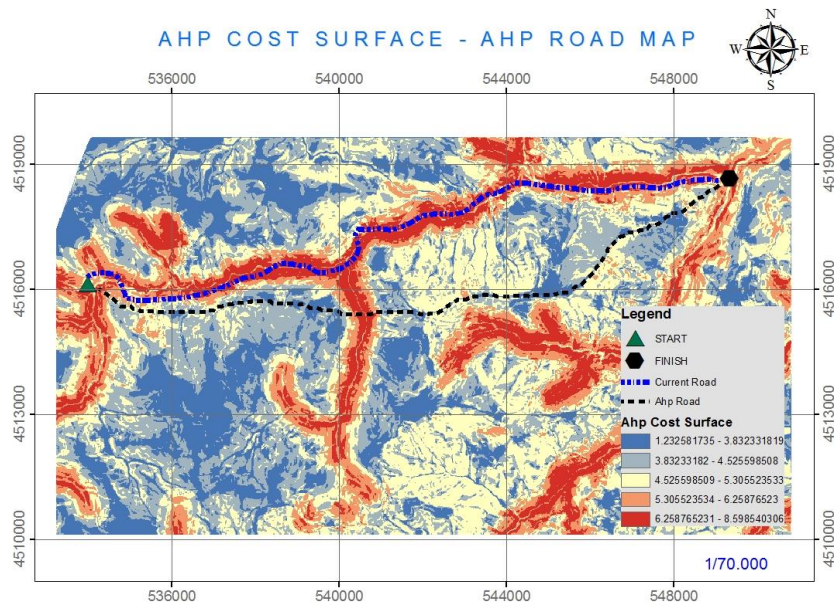 AHP COST SURFACE - AHP ROAD MAP
N
W E
S
536000 540000 544000 548000
4519000 4519000
4516000 4516000
4513000 4513000
4510000 4510000
Legend
START
FINISH
Current Road
Ahp Road
Ahp Cost Surface
1.232581735 - 3.832331819
3.83233182 - 4.525598508
4.525598509 - 5.305523533
5.305523534 - 6.25876523
6.258765231 - 8.598540306
1/70.000
536000 540000 544000 548000